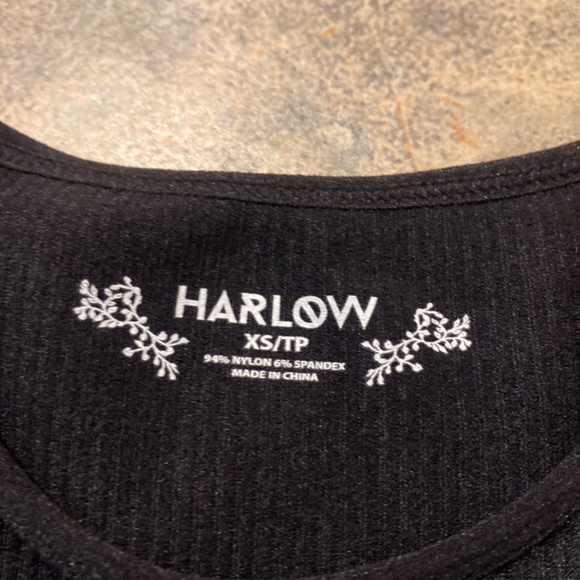 HARLOW
XS/TP
94% NYLON 6% SPANDEX
MADE IN CHINA